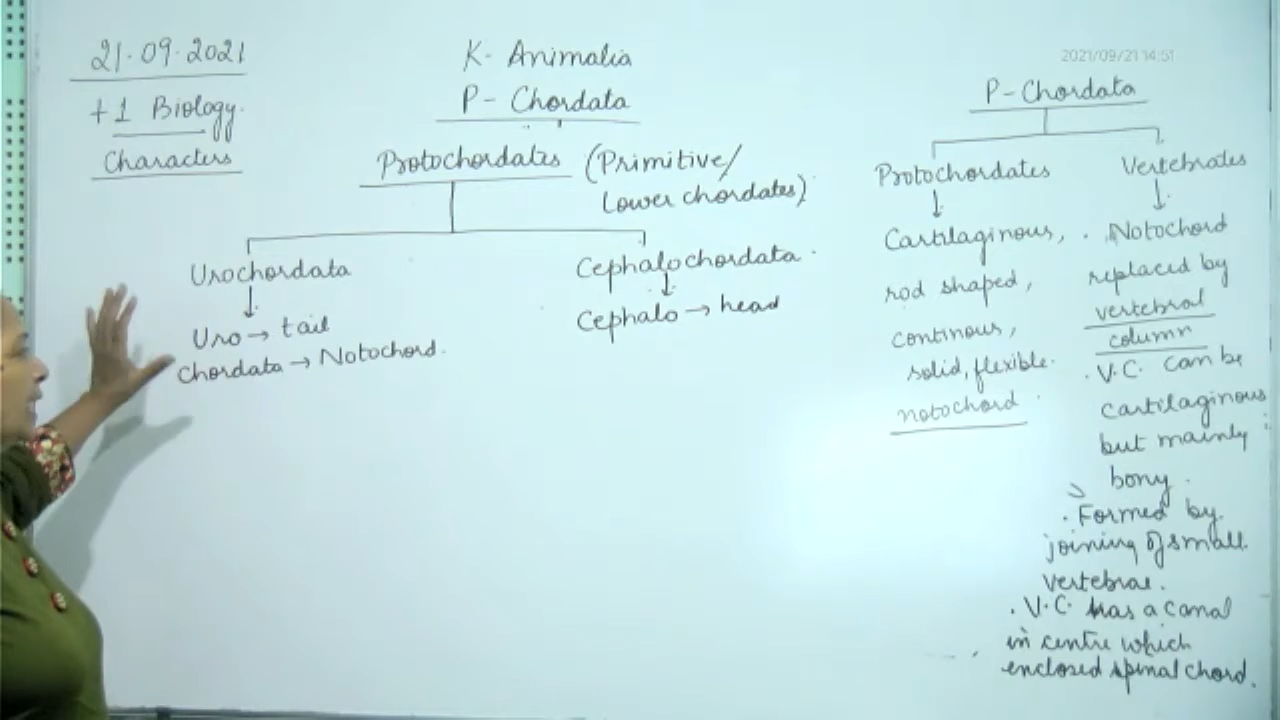 21.09.2021
+1 Biology.
Characters
K- Animalia
P- Chordata
Protochordates (Primitive/
Lower chordates)
Urochordata
Uro → tail
Chordata → Notochord.
Cephalochordata.
Cephalo → head
2021/09/21 14:51
P- Chordata
Protochordates
Cartilaginous,
rod shaped,
continous,
solid, flexible.
notochord.
Vertebrates
. Notochord
replaced by
vertebral
column
. V.C. can be
cartilaginous
but mainly
bony.
. Formed by
joining of small
vertebrae.
. V.C. has a canal
in centre which
enclosed spinal chord.